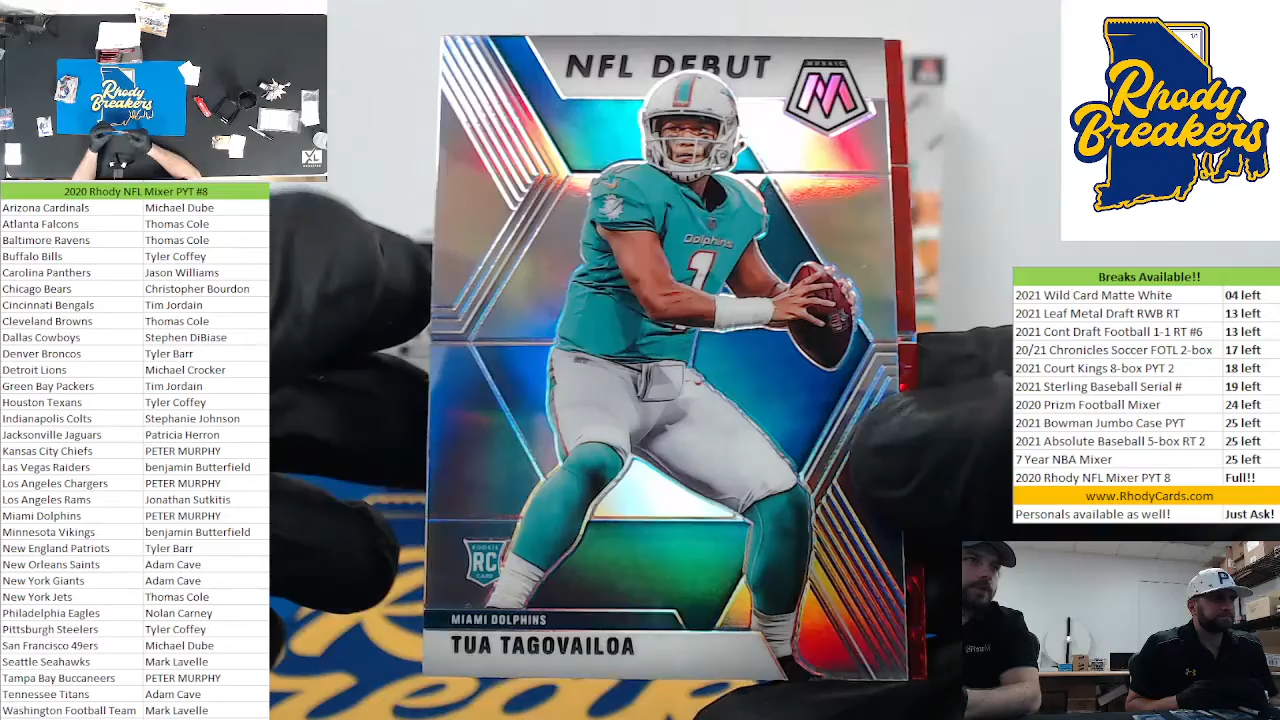 Rhody
Breakers
XL
2020 Rhody NFL Mixer PYT #8
Arizona Cardinals Michael Dube
Atlanta Falcons Thomas Cole
Baltimore Ravens Thomas Cole
Buffalo Bills Tyler Coffey
Carolina Panthers Jason Williams
Chicago Bears Christopher Bourdon
Cincinnati Bengals Tim Jordain
Cleveland Browns Thomas Cole
Dallas Cowboys Stephen DiBiase
Denver Broncos Tyler Barr
Detroit Lions Michael Crocker
Green Bay Packers Tim Jordain
Houston Texans Tyler Coffey
Indianapolis Colts Stephanie Johnson
Jacksonville Jaguars Patricia Herron
Kansas City Chiefs PETER MURPHY
Las Vegas Raiders benjamin Butterfield
Los Angeles Chargers PETER MURPHY
Los Angeles Rams Jonathan Sutkitis
Miami Dolphins PETER MURPHY
Minnesota Vikings benjamin Butterfield
New England Patriots Tyler Barr
New Orleans Saints Adam Cave
New York Giants Adam Cave
New York Jets Thomas Cole
Philadelphia Eagles Nolan Carney
Pittsburgh Steelers Tyler Coffey
San Francisco 49ers Michael Dube
Seattle Seahawks Mark Lavelle
Tampa Bay Buccaneers PETER MURPHY
Tennessee Titans Adam Cave
Washington Football Team Mark Lavelle
NFL DEBUT
MOSAIC
Dolphins
1
ROOKIE
RC
CARD
MIAMI DOLPHINS
TUA TAGOVAILOA
Rhody
Breakers
Breaks Available!!
2021 Wild Card Matte White 04 left
2021 Leaf Metal Draft RWB RT 13 left
2021 Cont Draft Football 1-1 RT #6 13 left
20/21 Chronicles Soccer FOTL 2-box 17 left
2021 Court Kings 8-box PYT 2 18 left
2021 Sterling Baseball Serial # 19 left
2020 Prizm Football Mixer 24 left
2021 Bowman Jumbo Case PYT 25 left
2021 Absolute Baseball 5-box RT 2 25 left
7 Year NBA Mixer 25 left
2020 Rhody NFL Mixer PYT 8 Full!!
www.RhodyCards.com
Personals available as well! Just Ask!